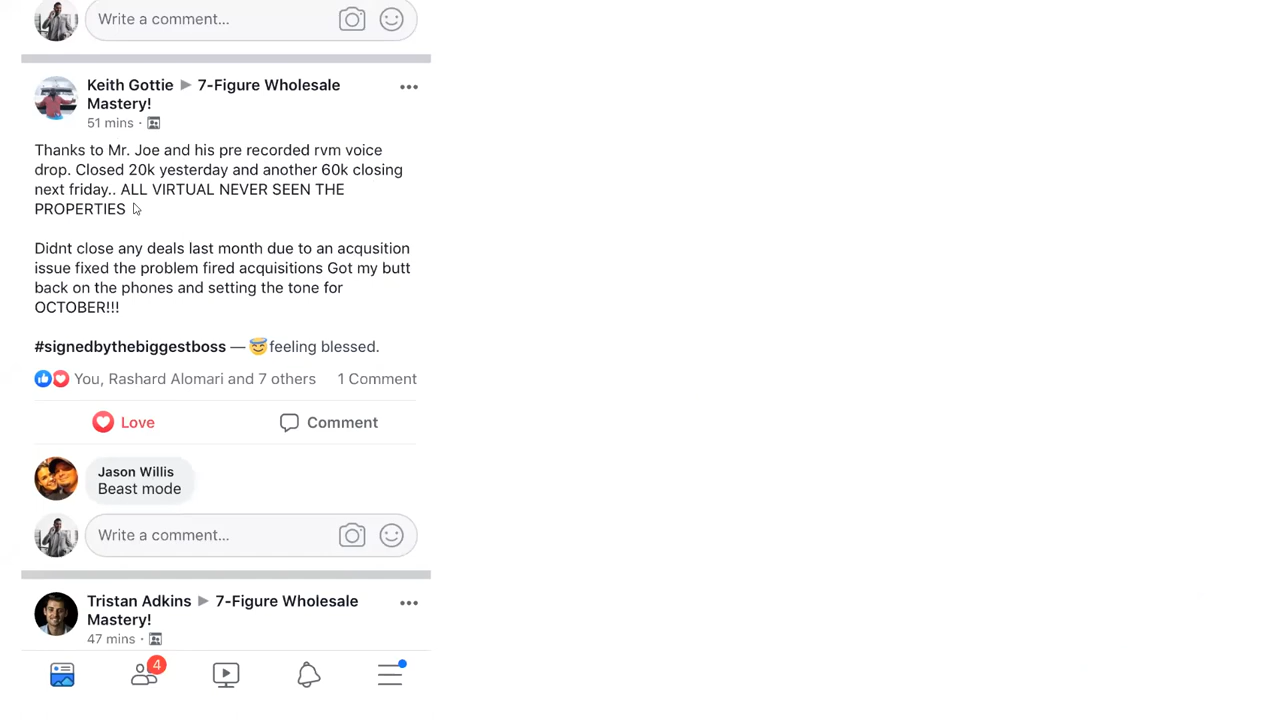 Write a comment...
Keith Gottie ▶ 7-Figure Wholesale
Mastery!
51 mins ·
Thanks to Mr. Joe and his pre recorded rvm voice
drop. Closed 20k yesterday and another 60k closing
next friday.. ALL VIRTUAL NEVER SEEN THE
PROPERTIES
Didnt close any deals last month due to an acqusition
issue fixed the problem fired acquisitions Got my butt
back on the phones and setting the tone for
OCTOBER!!!
#signedbythebiggestboss — 😇feeling blessed.
You, Rashard Alomari and 7 others 1 Comment
Love Comment
Jason Willis
Beast mode
Write a comment...
Tristan Adkins ▶ 7-Figure Wholesale
Mastery!
47 mins ·
4